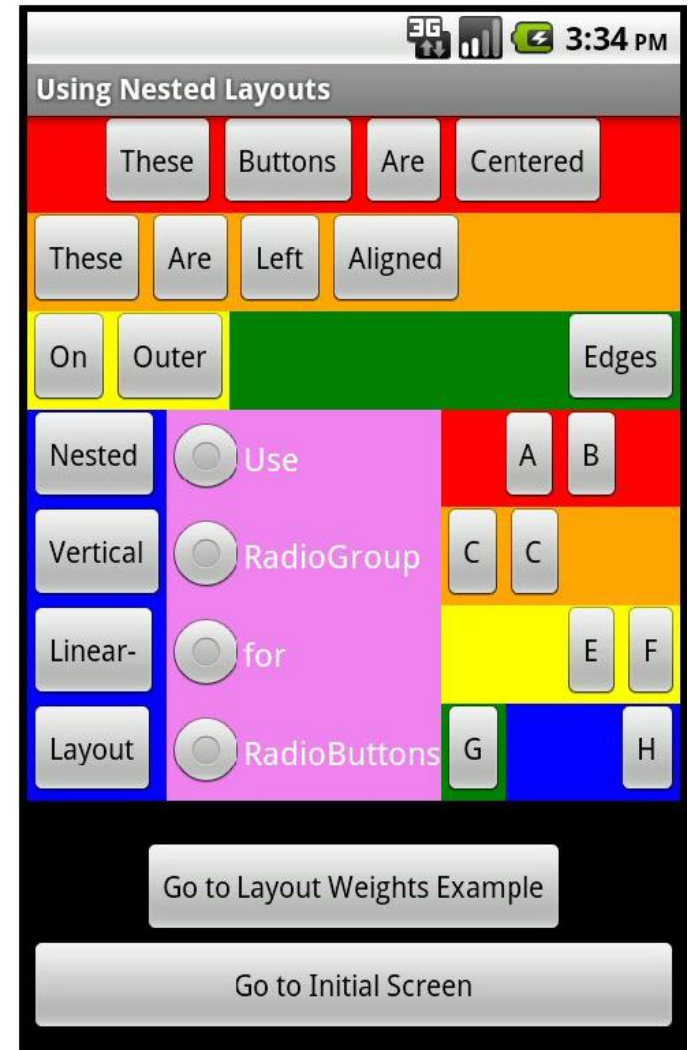 3G 3:34 PM
Using Nested Layouts
These Buttons Are Centered
These Are Left Aligned
On Outer Edges
Nested Use A B
Vertical RadioGroup C C
Linear- for E F
Layout RadioButtons G H
Go to Layout Weights Example
Go to Initial Screen